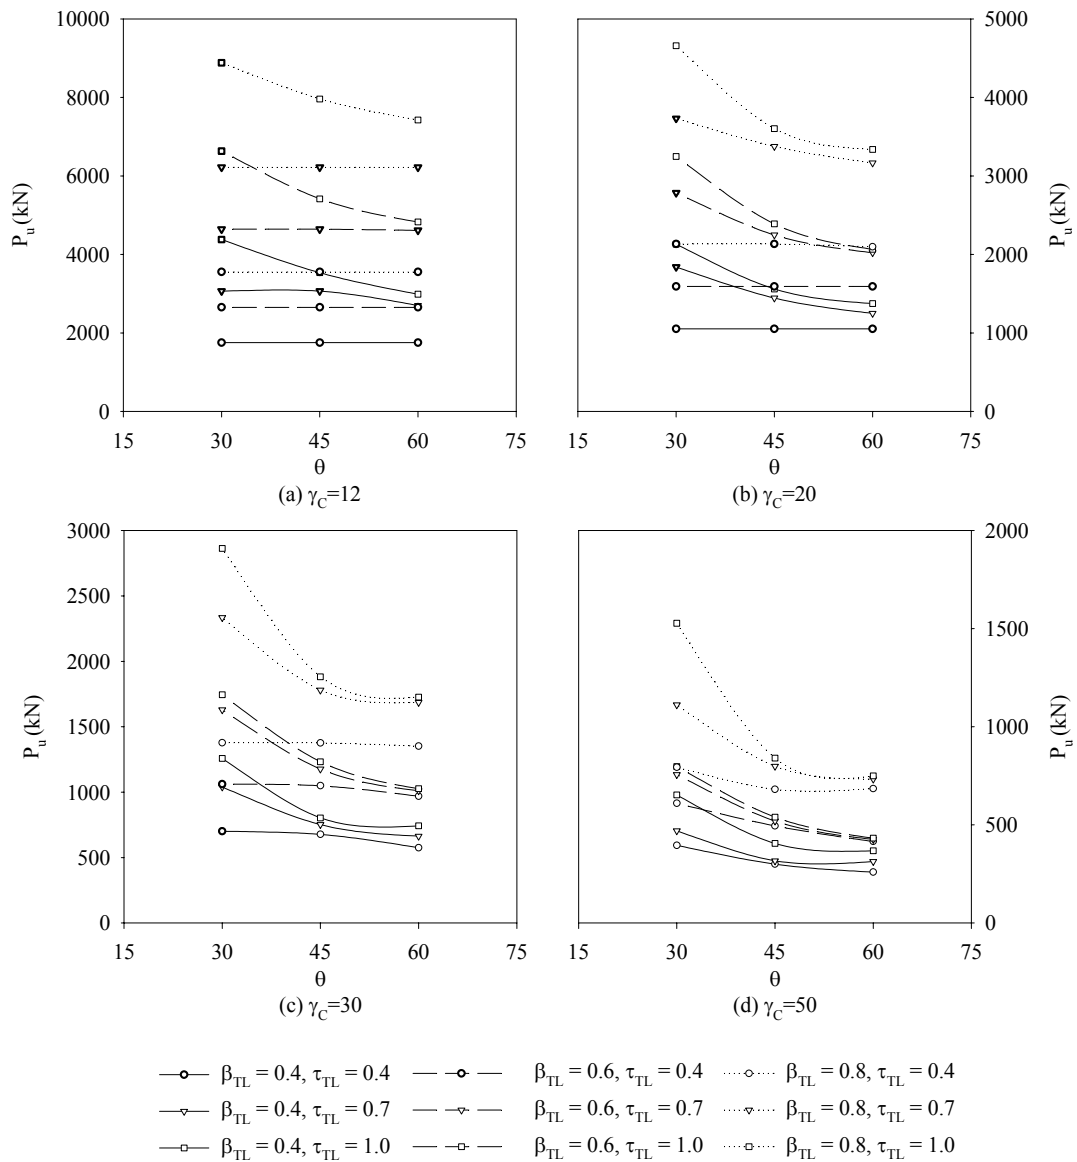 10000
8000
6000
4000
2000
0
P_u (kN)
15 30 45 60 75
θ
(a) γ_C=12
5000
4000
3000
2000
1000
0
P_u (kN)
15 30 45 60 75
θ
(b) γ_C=20
3000
2500
2000
1500
1000
500
0
P_u (kN)
15 30 45 60 75
θ
(c) γ_C=30
2000
1500
1000
500
0
P_u (kN)
15 30 45 60 75
θ
(d) γ_C=50
β_TL = 0.4, τ_TL = 0.4 β_TL = 0.6, τ_TL = 0.4 β_TL = 0.8, τ_TL = 0.4
β_TL = 0.4, τ_TL = 0.7 β_TL = 0.6, τ_TL = 0.7 β_TL = 0.8, τ_TL = 0.7
β_TL = 0.4, τ_TL = 1.0 β_TL = 0.6, τ_TL = 1.0 β_TL = 0.8, τ_TL = 1.0